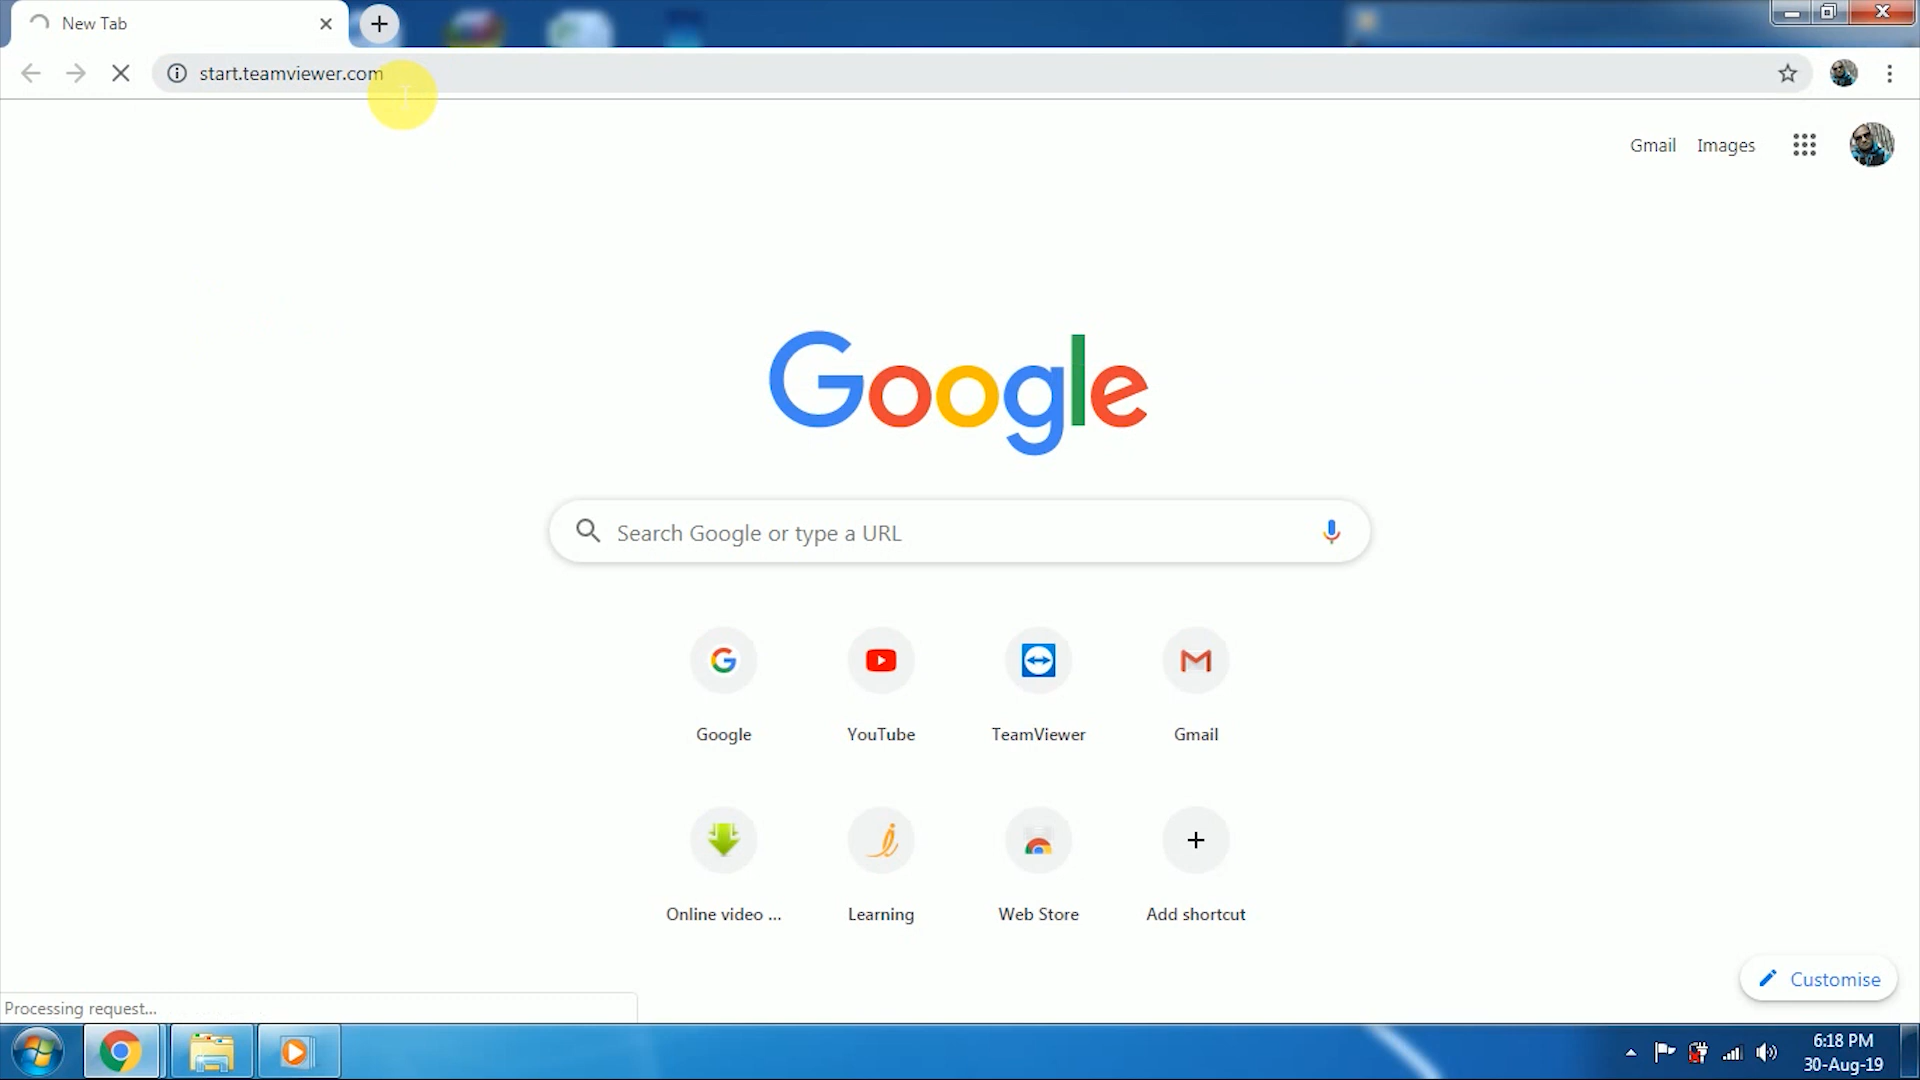 New Tab
start.teamviewer.com
Gmail Images
Google
Search Google or type a URL
Google YouTube TeamViewer Gmail
Online video ... Learning Web Store Add shortcut
Customise
Processing request...
6:18 PM
30-Aug-19